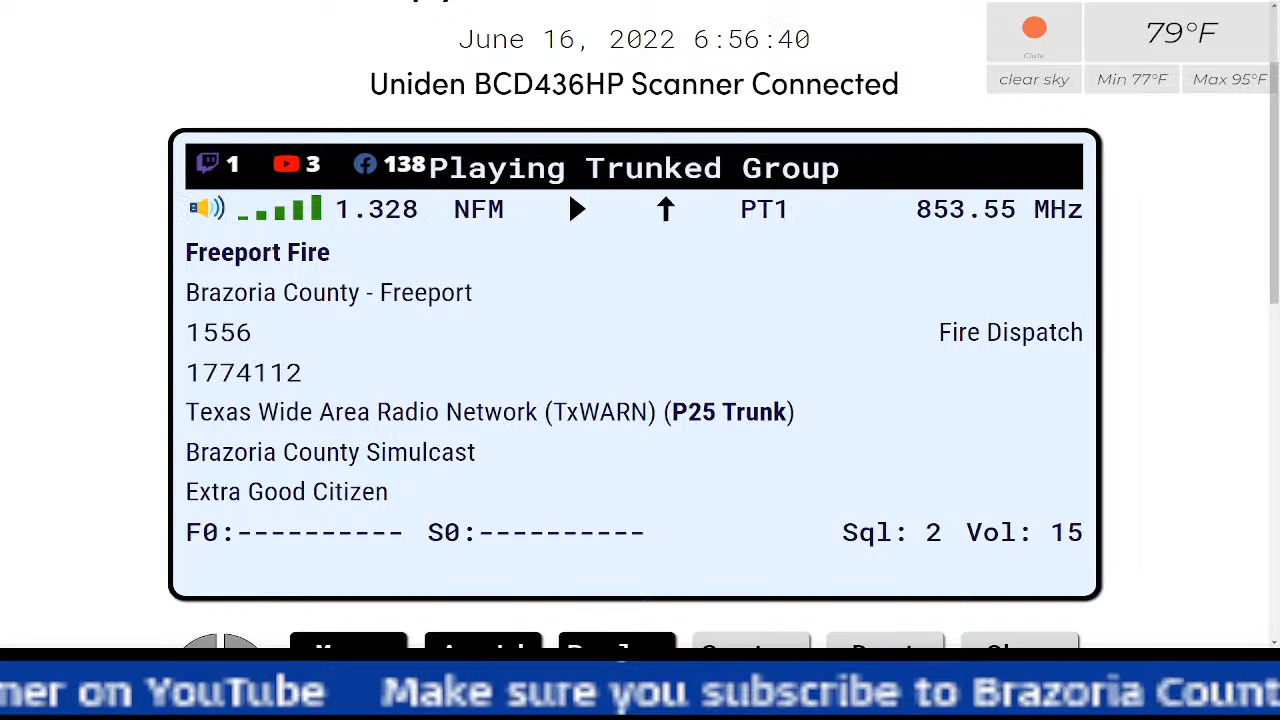 June 16, 2022 6:56:40
79°F
Clute
clear sky Min 77°F Max 95°F
Uniden BCD436HP Scanner Connected
1 3 138 Playing Trunked Group
1.328 NFM PT1 853.55 MHz
Freeport Fire
Brazoria County - Freeport
1556 Fire Dispatch
1774112
Texas Wide Area Radio Network (TxWARN) (P25 Trunk)
Brazoria County Simulcast
Extra Good Citizen
F0:---------- S0:---------- Sql: 2 Vol: 15
ner on YouTube Make sure you subscribe to Brazoria Count